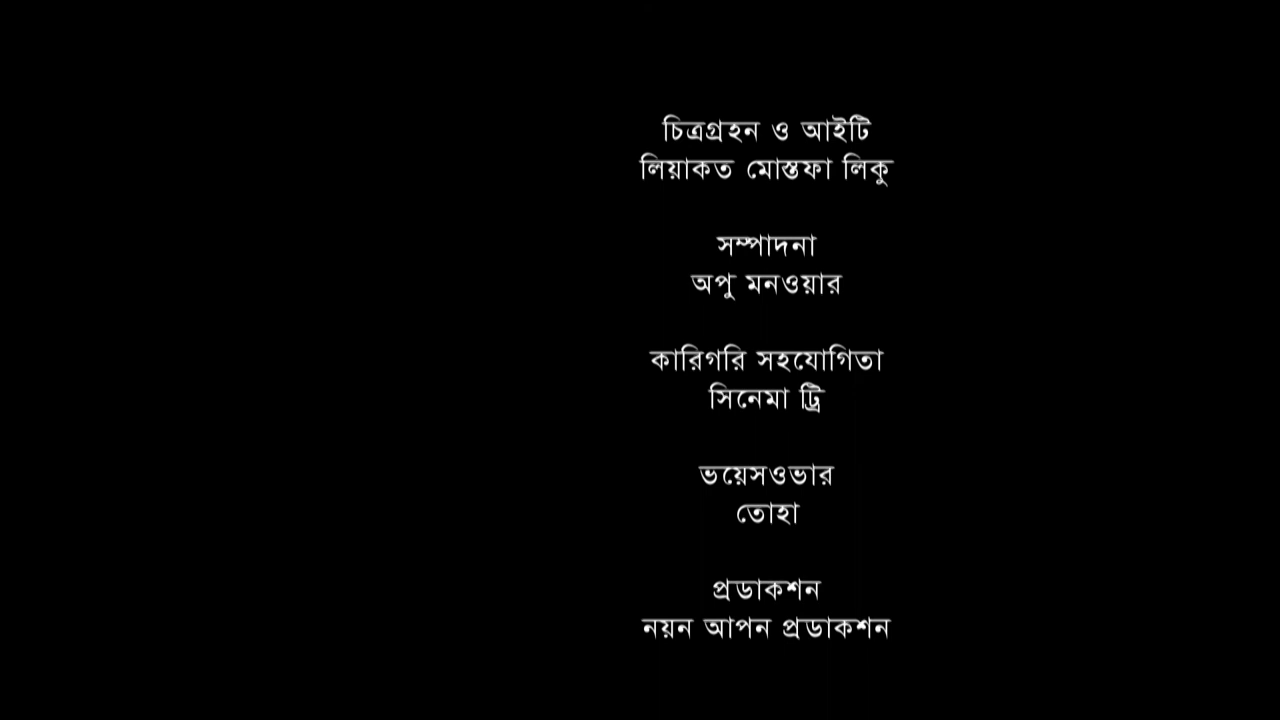 চিত্রগ্রহন ও আইটি
লিয়াকত মোস্তফা লিকু
সম্পাদনা
অপু মনওয়ার
কারিগরি সহযোগিতা
সিনেমা ট্রি
ভয়েসওভার
তোহা
প্রডাকশন
নয়ন আপন প্রডাকশন